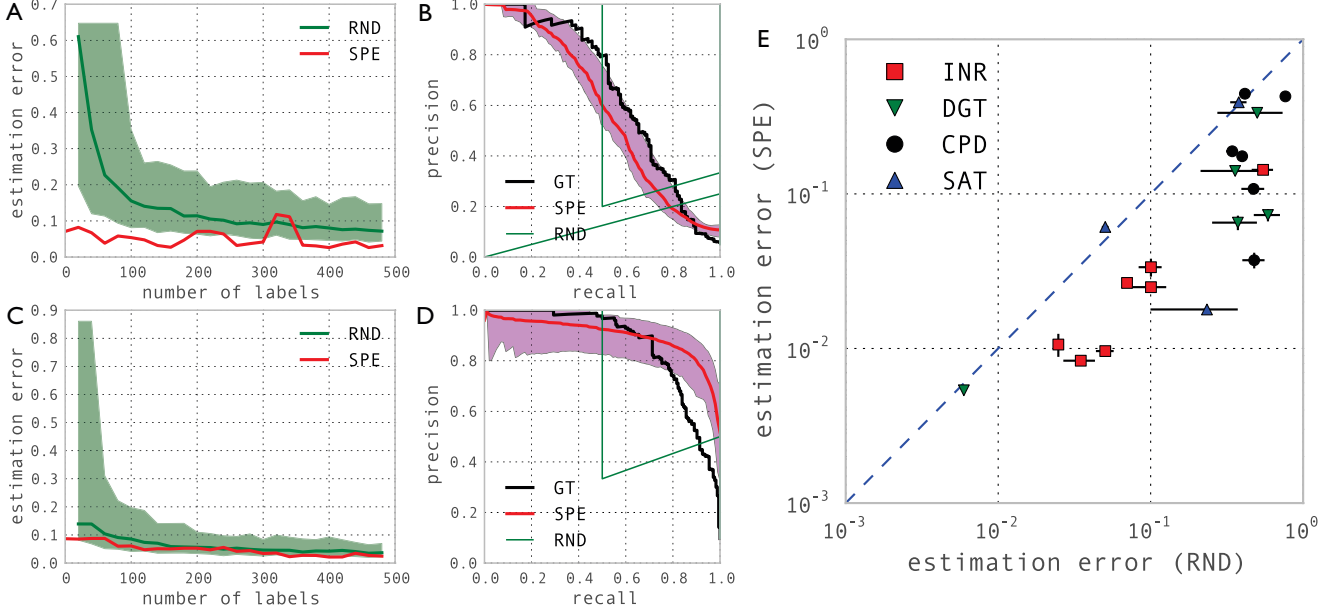 A
estimation error
0.7
0.6
0.5
0.4
0.3
0.2
0.1
0.0
0 100 200 300 400 500
number of labels
RND
SPE
B
precision
1.0
0.8
0.6
0.4
0.2
0.0
0.0 0.2 0.4 0.6 0.8 1.0
recall
GT
SPE
RND
C
estimation error
0.9
0.8
0.7
0.6
0.5
0.4
0.3
0.2
0.1
0.0
0 100 200 300 400 500
number of labels
RND
SPE
D
precision
1.0
0.8
0.6
0.4
0.2
0.0
0.0 0.2 0.4 0.6 0.8 1.0
recall
GT
SPE
RND
E
estimation error (SPE)
10^0
10^-1
10^-2
10^-3
10^-3 10^-2 10^-1 10^0
estimation error (RND)
INR
DGT
CPD
SAT